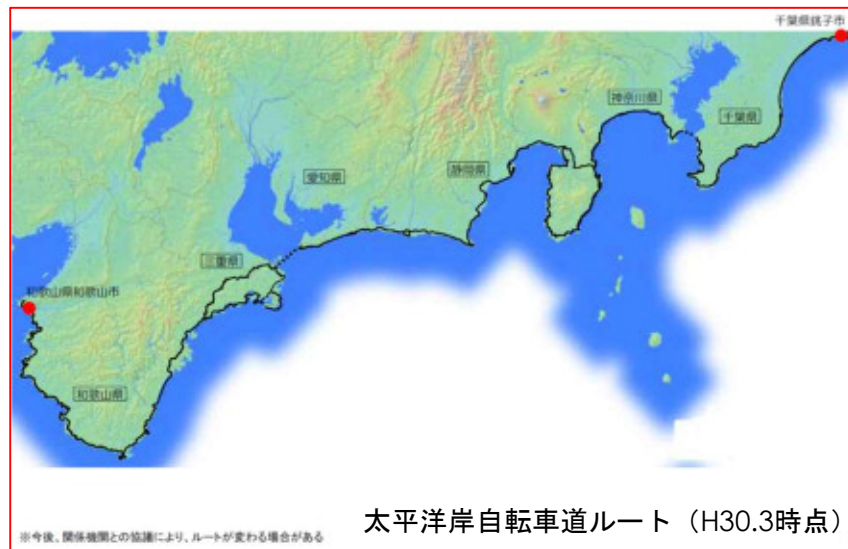 千葉県銚子市
神奈川県
千葉県
静岡県
愛知県
三重県
和歌山県和歌山市
和歌山県
太平洋岸自転車道ルート（H30.3時点）
※今後、関係機関との協議により、ルートが変わる場合がある